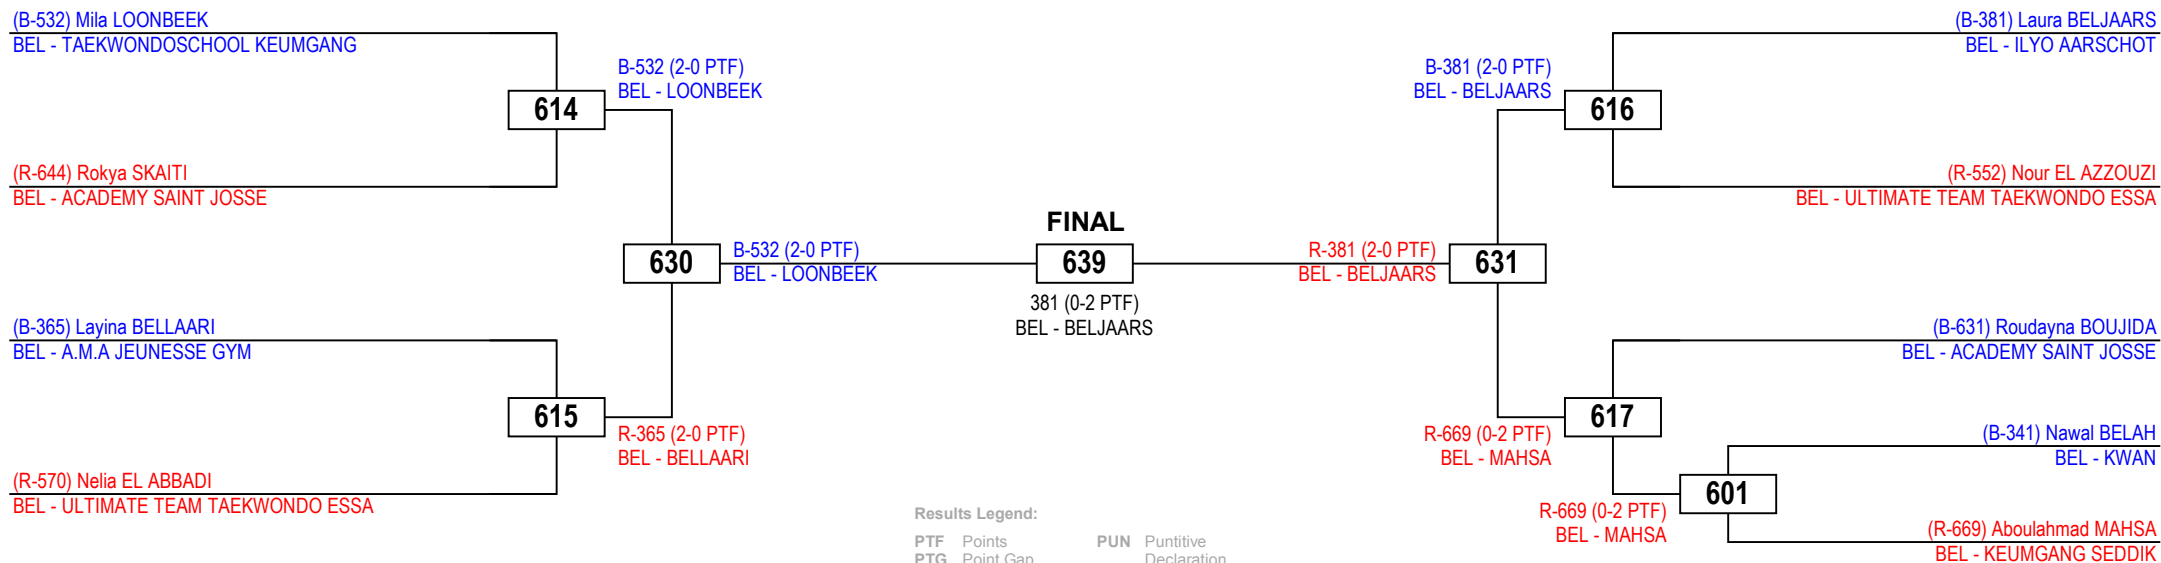 (B-532) Mila LOONBEEK
BEL - TAEKWONDOSCHOOL KEUMGANG
B-532 (2-0 PTF)
BEL - LOONBEEK
614
(R-644) Rokya SKAITI
BEL - ACADEMY SAINT JOSSE
630
B-532 (2-0 PTF)
BEL - LOONBEEK
(B-365) Layina BELLAARI
BEL - A.M.A JEUNESSE GYM
615
R-365 (2-0 PTF)
BEL - BELLAARI
(R-570) Nelia EL ABBADI
BEL - ULTIMATE TEAM TAEKWONDO ESSA
FINAL
639
381 (0-2 PTF)
BEL - BELJAARS
(B-381) Laura BELJAARS
BEL - ILYO AARSCHOT
B-381 (2-0 PTF)
BEL - BELJAARS
616
(R-552) Nour EL AZZOUZI
BEL - ULTIMATE TEAM TAEKWONDO ESSA
R-381 (2-0 PTF)
BEL - BELJAARS
631
(B-631) Roudayna BOUJIDA
BEL - ACADEMY SAINT JOSSE
617
R-669 (0-2 PTF)
BEL - MAHSA
(B-341) Nawal BELAH
BEL - KWAN
601
R-669 (0-2 PTF)
BEL - MAHSA
(R-669) Aboulahmad MAHSA
BEL - KEUMGANG SEDDIK
Results Legend:
PTF Points
PUN Puntitive
PTG Point Gap
Declaration